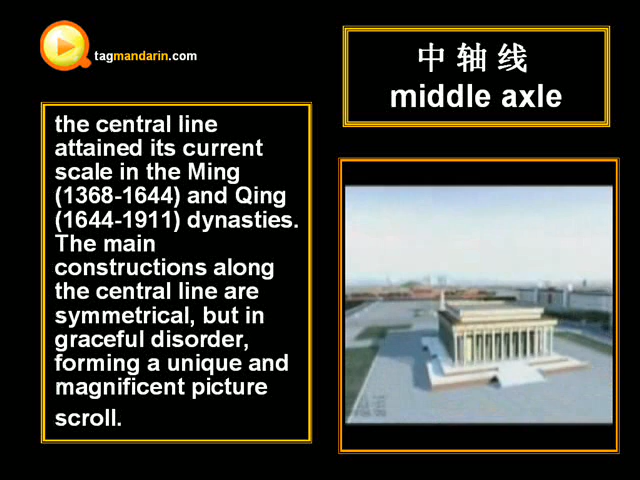 tagmandarin.com
中轴线
middle axle
the central line
attained its current
scale in the Ming
(1368-1644) and Qing
(1644-1911) dynasties.
The main
constructions along
the central line are
symmetrical, but in
graceful disorder,
forming a unique and
magnificent picture
scroll.